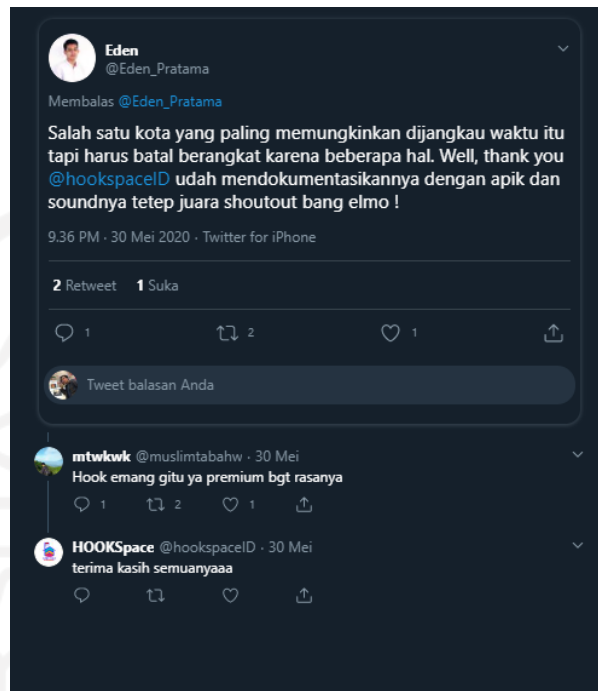 Eden
@Eden_Pratama
Membalas @Eden_Pratama
Salah satu kota yang paling memungkinkan dijangkau waktu itu
tapi harus batal berangkat karena beberapa hal. Well, thank you
@hookspaceID udah mendokumentasikannya dengan apik dan
soundnya tetep juara shoutout bang elmo !
9.36 PM · 30 Mei 2020 · Twitter for iPhone
2 Retweet 1 Suka
1 2 1
Tweet balasan Anda
mtwkwk @muslimtabahw · 30 Mei
Hook emang gitu ya premium bgt rasanya
1 2 1
HOOKSpace @hookspaceID · 30 Mei
terima kasih semuanyaaa